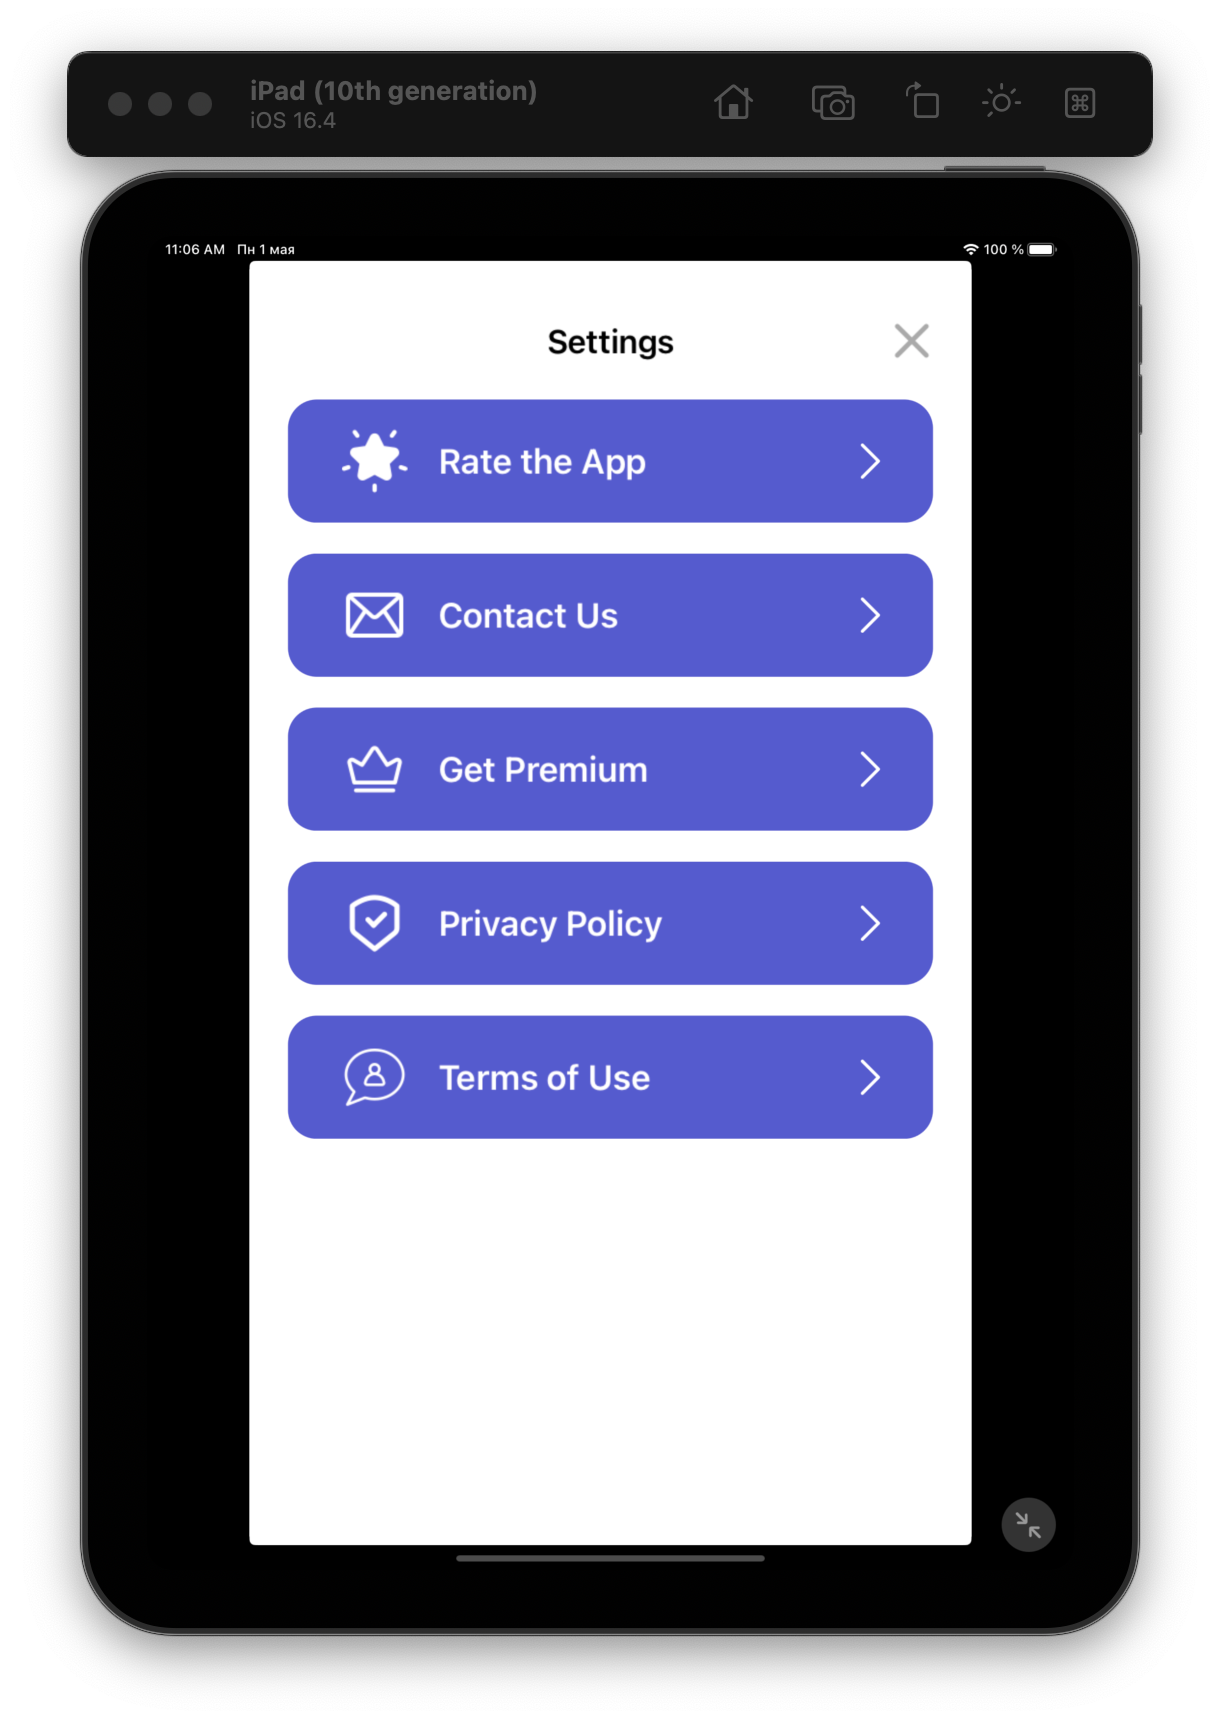 iPad (10th generation)
iOS 16.4
11:06 AM Пн 1 мая
100 %
Settings
Rate the App
Contact Us
Get Premium
Privacy Policy
Terms of Use